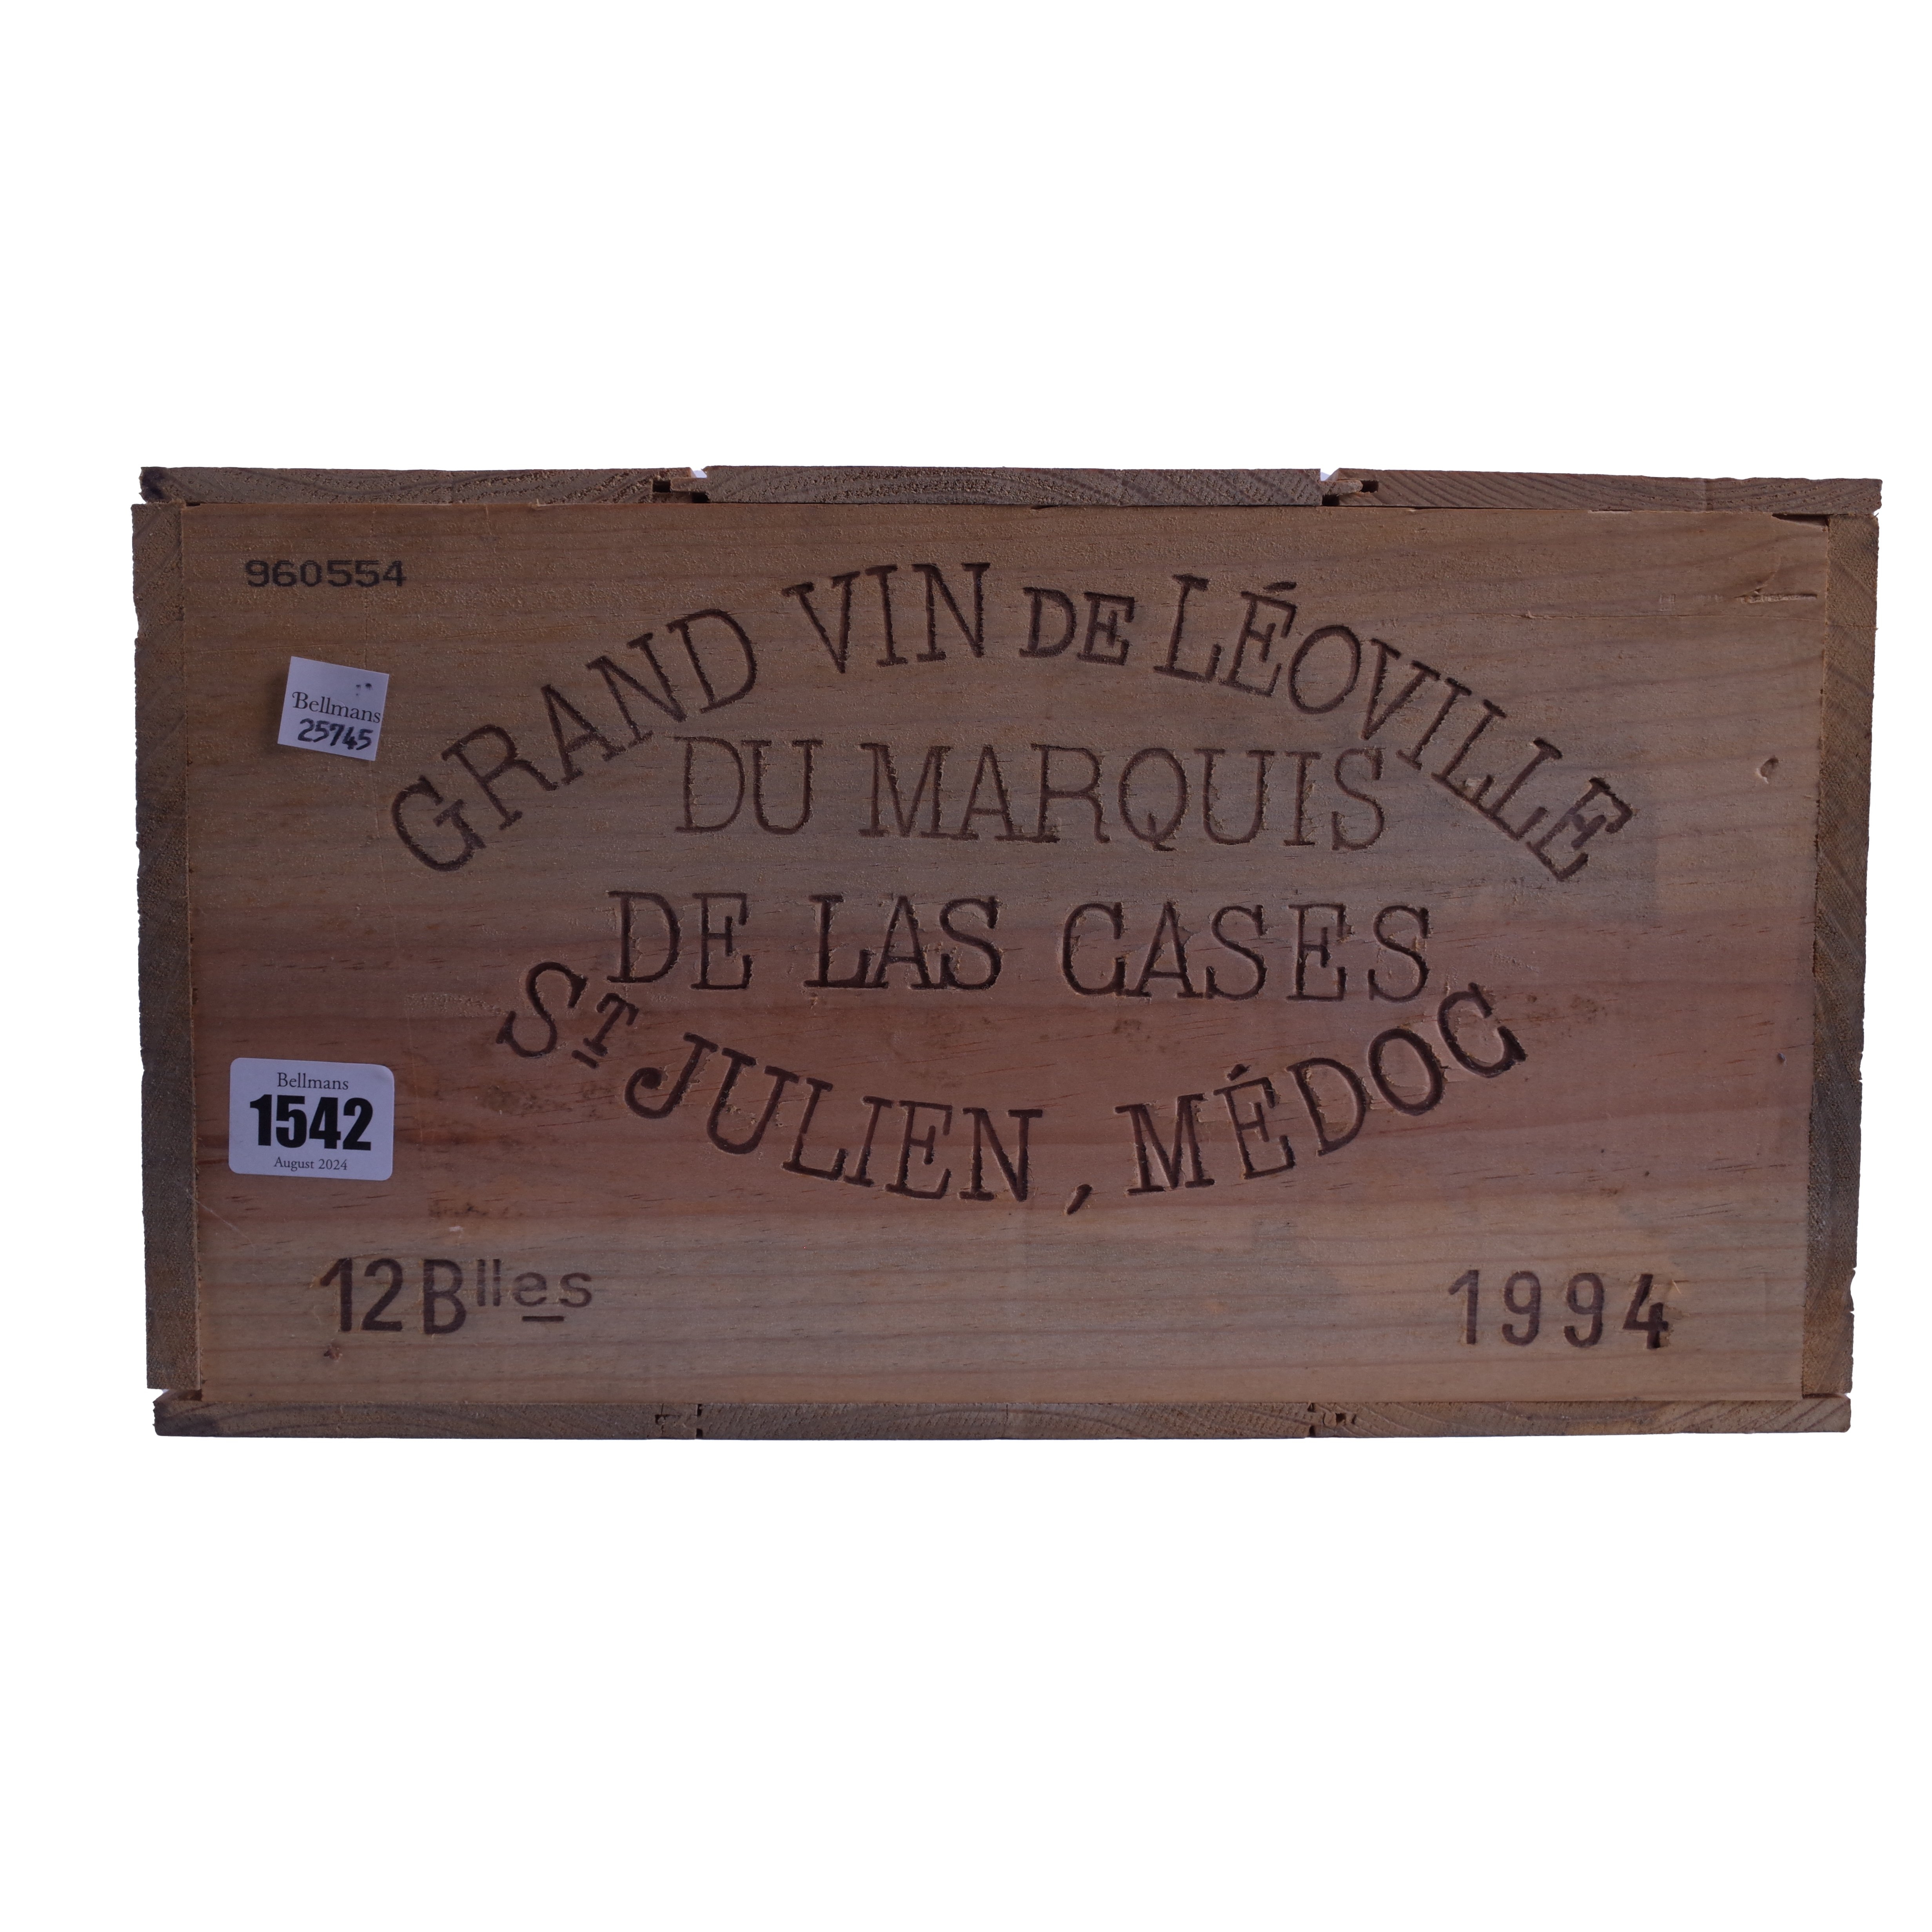 960554
GRAND VIN DE LÉOVILLE
Bellmans
25745
DU MARQUIS
DE LAS CASES
ST JULIEN, MÉDOC
Bellmans
1542
August 2024
12 Blles
1994